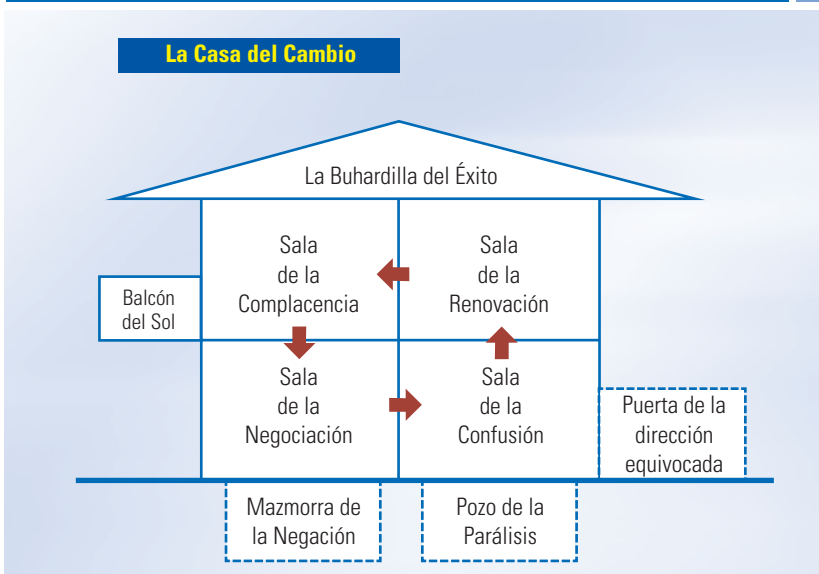 La Casa del Cambio
La Buhardilla del Éxito
Sala
de la
Complacencia
Sala
de la
Renovación
Balcón
del Sol
Sala
de la
Negociación
Sala
de la
Confusión
Puerta de la
dirección
equivocada
Mazmorra de
la Negación
Pozo de la
Parálisis